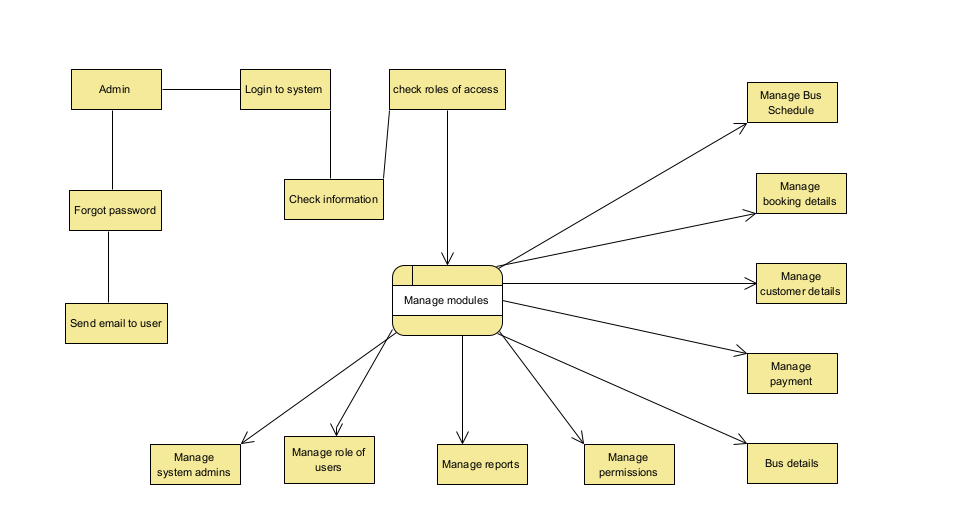 Admin
Login to system
check roles of access
Manage Bus
Schedule
Manage
booking details
Forgot password
Check information
Manage
customer details
Manage modules
Send email to user
Manage
payment
Manage
system admins
Manage role of
users
Manage reports
Manage
permissions
Bus details